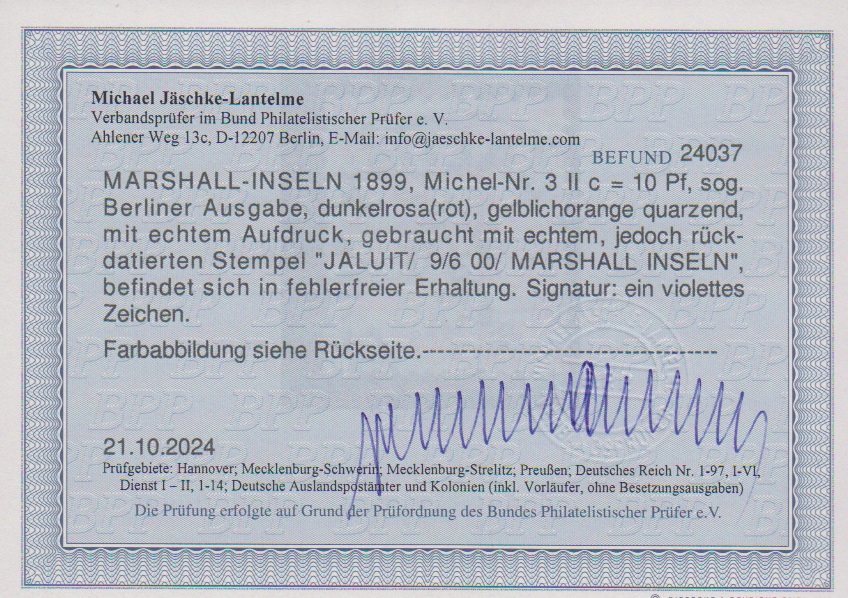 Michael Jäschke-Lantelme
Verbandsprüfer im Bund Philatelistischer Prüfer e. V.
Ahlener Weg 13c, D-12207 Berlin, E-Mail: info@jaeschke-lantelme.com
BEFUND 24037
MARSHALL-INSELN 1899, Michel-Nr. 3 II c = 10 Pf, sog.
Berliner Ausgabe, dunkelrosa(rot), gelblichorange quarzend,
mit echtem Aufdruck, gebraucht mit echtem, jedoch rück-
datierten Stempel "JALUIT/ 9/6 00/ MARSHALL INSELN",
befindet sich in fehlerfreier Erhaltung. Signatur: ein violettes
Zeichen.
Farbabbildung siehe Rückseite.-----------------------------------
21.10.2024
Prüfgebiete: Hannover; Mecklenburg-Schwerin; Mecklenburg-Strelitz; Preußen; Deutsches Reich Nr. 1-97, I-VI,
Dienst I – II, 1-14; Deutsche Auslandspostämter und Kolonien (inkl. Vorläufer, ohne Besetzungsausgaben)
Die Prüfung erfolgte auf Grund der Prüfordnung des Bundes Philatelistischer Prüfer e.V.